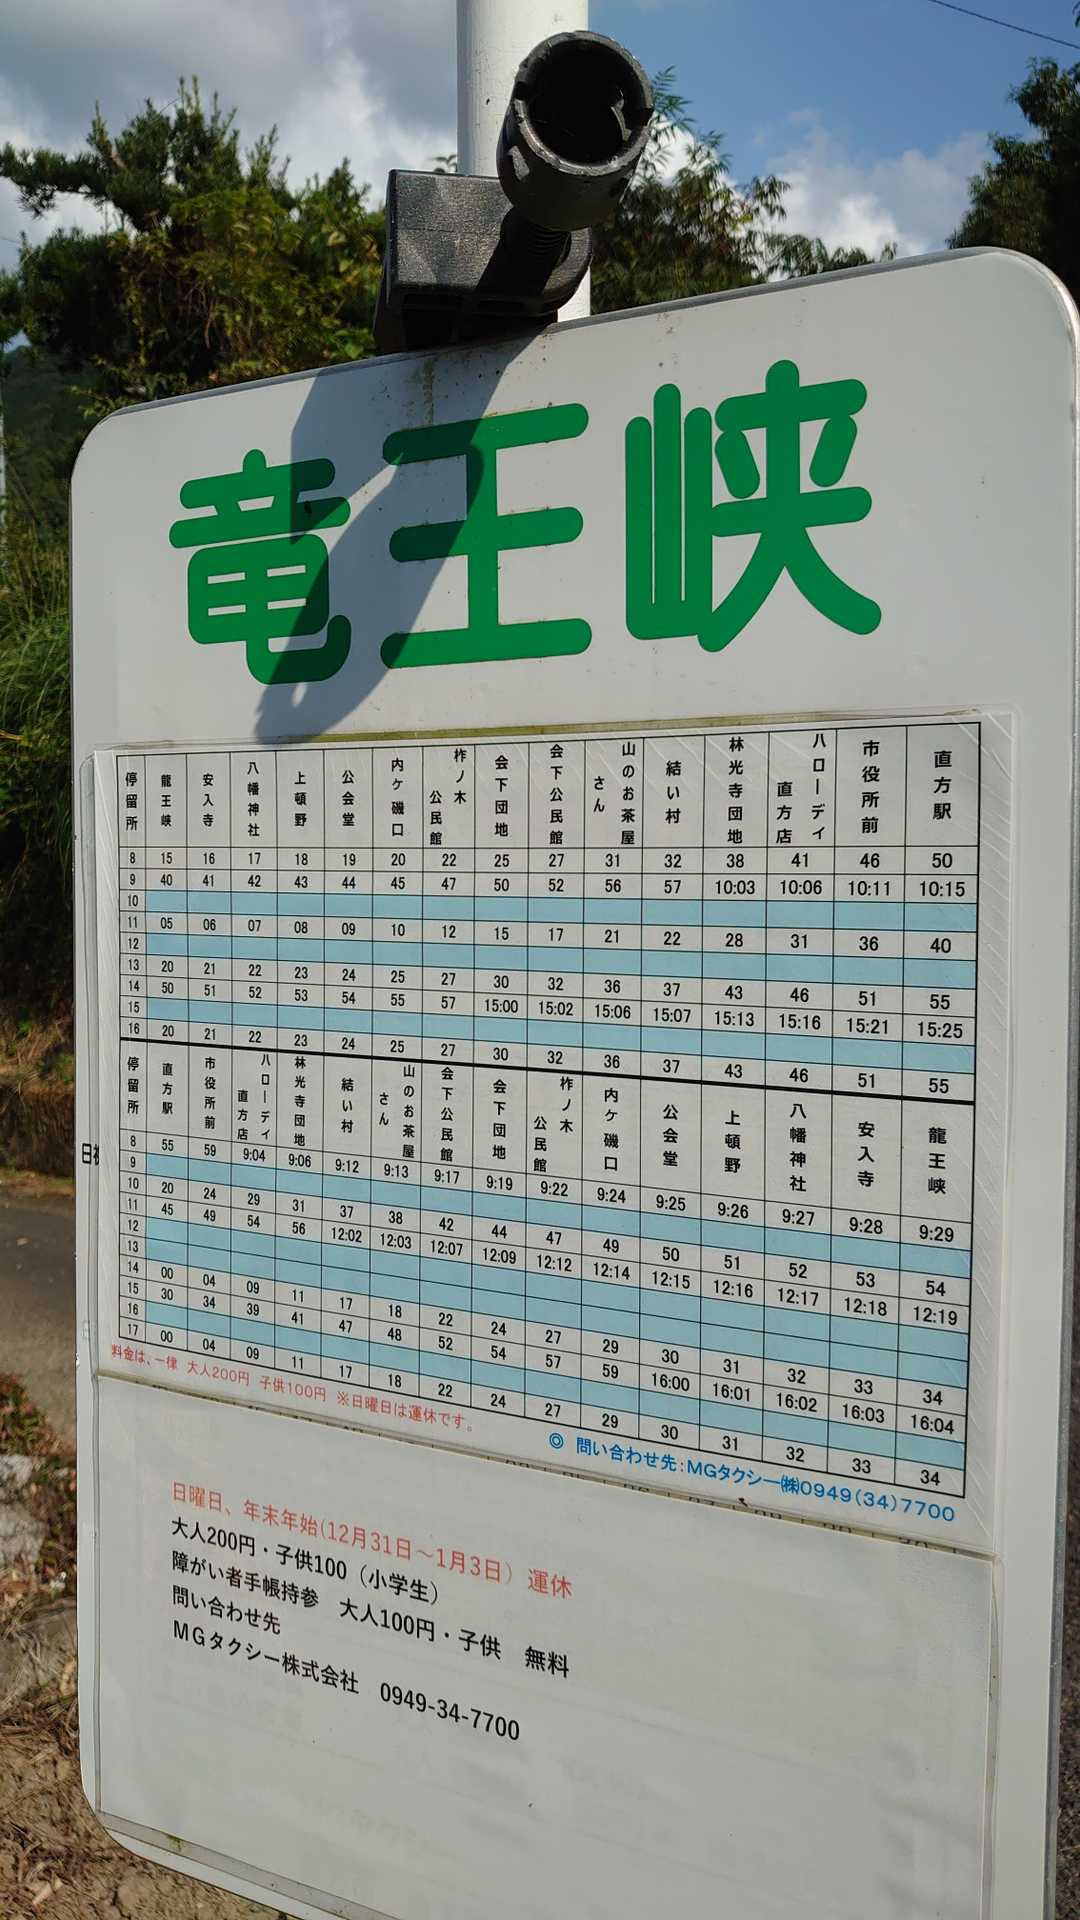 竜王峡
停留所 龍王峡 安入寺 八幡神社 上頓野 公会堂 内ケ磯口 柞ノ木公民館 会下団地 会下公民館 山のお茶屋さん 結い村 林光寺団地 ハローデイ直方店 市役所前 直方駅
8 15 16 17 18 19 20 22 25 27 31 32 38 41 46 50
9 40 41 42 43 44 45 47 50 52 56 57 10:03 10:06 10:11 10:15
10
11 05 06 07 08 09 10 12 15 17 21 22 28 31 36 40
12
13 20 21 22 23 24 25 27 30 32 36 37 43 46 51 55
14 50 51 52 53 54 55 57 15:00 15:02 15:06 15:07 15:13 15:16 15:21 15:25
15
16 20 21 22 23 24 25 27 30 32 36 37 43 46 51 55
停留所 直方駅 市役所前 ハローデイ直方店 林光寺団地 結い村 山のお茶屋さん 会下公民館 会下団地 柞ノ木公民館 内ケ磯口 公会堂 上頓野 八幡神社 安入寺 龍王峡
8 55 59 9:04 9:06 9:12 9:13 9:17 9:19 9:22 9:24 9:25 9:26 9:27 9:28 9:29
9
10 20 24 29 31 37 38 42 44 47 49 50 51 52 53 54
11 45 49 54 56 12:02 12:03 12:07 12:09 12:12 12:14 12:15 12:16 12:17 12:18 12:19
12
13
14 00 04 09 11 17 18 22 24 27 29 30 31 32 33 34
15 30 34 39 41 47 48 52 54 57 59 16:00 16:01 16:02 16:03 16:04
16
17 00 04 09 11 17 18 22 24 27 29 30 31 32 33 34
料金は、一律 大人200円 子供100円 ※日曜日は運休です。
◎ 問い合わせ先：MGタクシー㈱0949(34)7700
日曜日、年末年始(12月31日～1月3日）運休
大人200円・子供100（小学生）
障がい者手帳持参 大人100円・子供 無料
問い合わせ先
MGタクシー株式会社 0949-34-7700